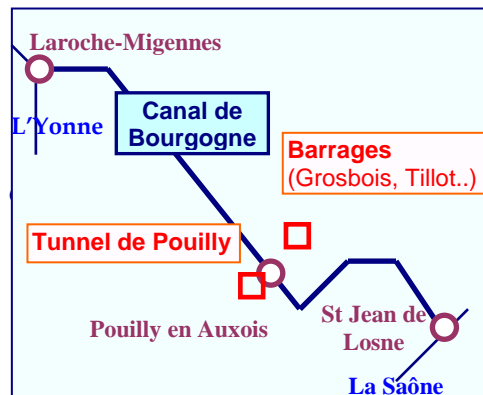 Laroche-Migennes
L'Yonne
Canal de
Bourgogne
Barrages
(Grosbois, Tillot..)
Tunnel de Pouilly
Pouilly en Auxois
St Jean de
Losne
La Saône